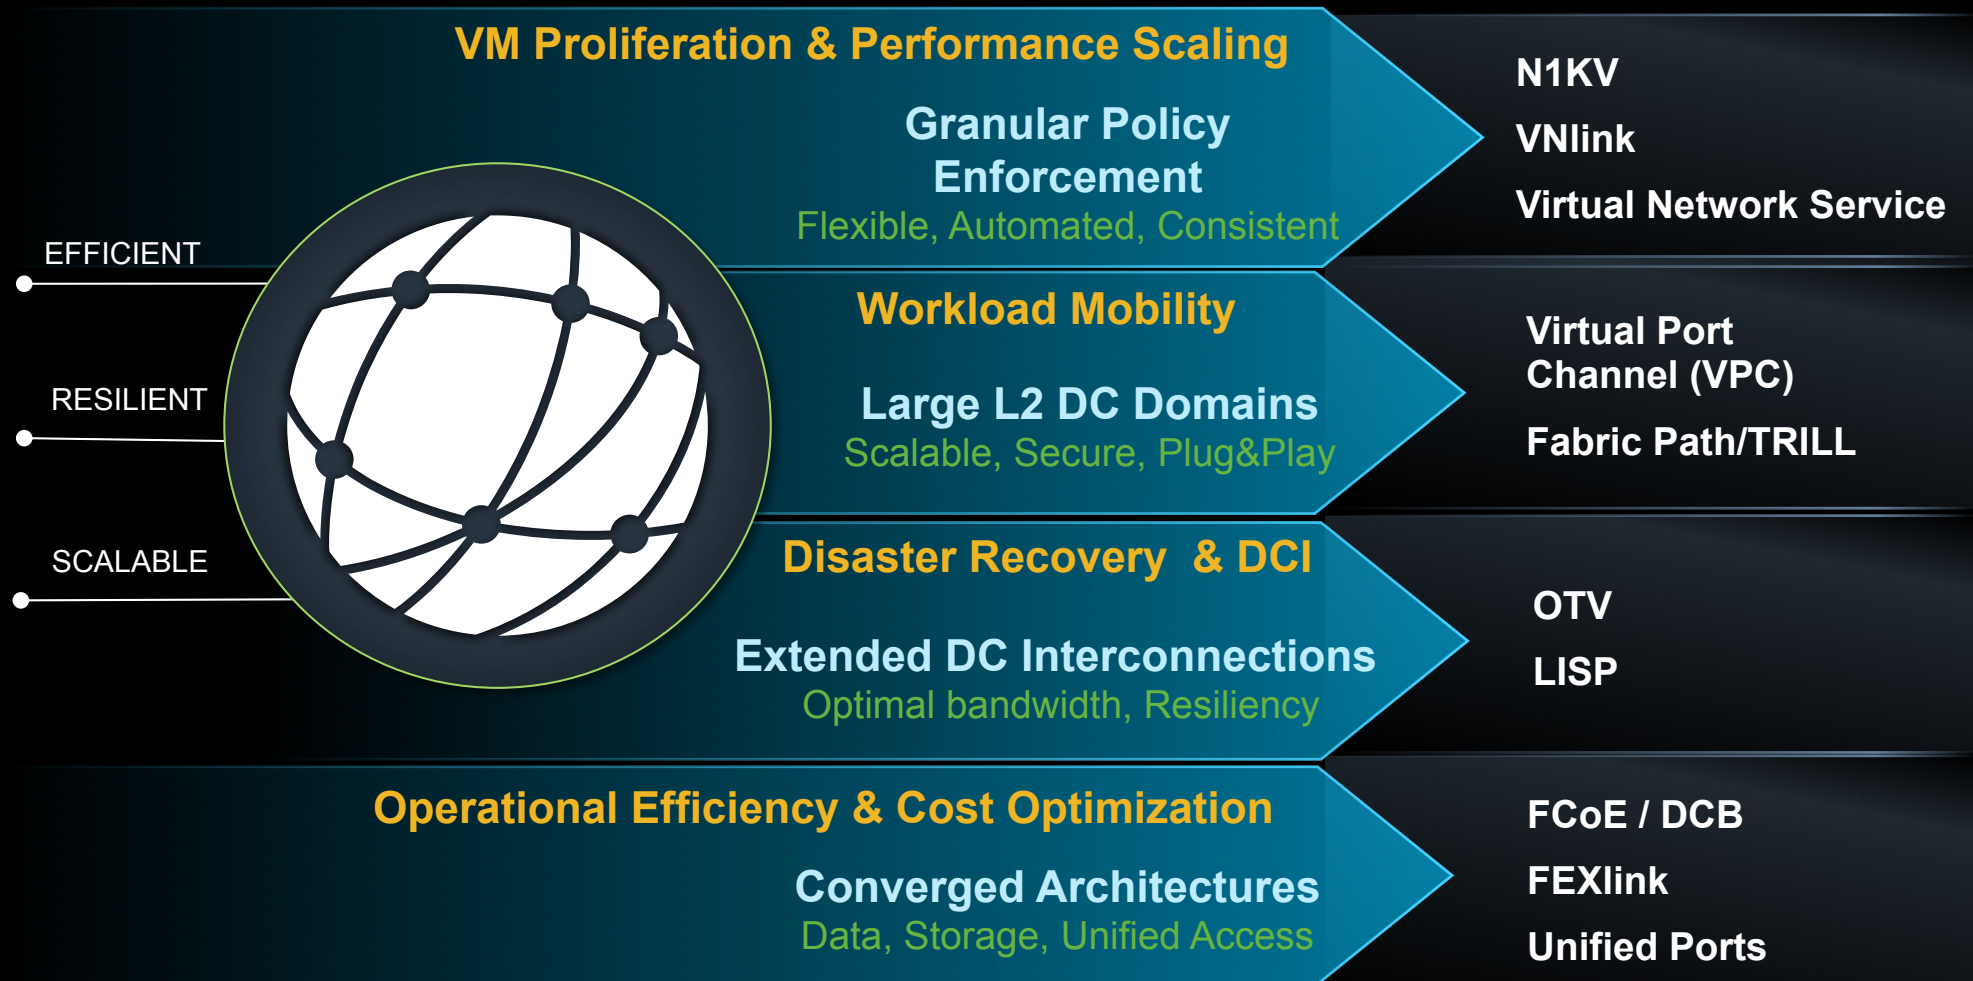 VM Proliferation & Performance Scaling
Granular Policy
Enforcement
Flexible, Automated, Consistent
N1KV
VNlink
Virtual Network Service
EFFICIENT
RESILIENT
SCALABLE
Workload Mobility
Large L2 DC Domains
Scalable, Secure, Plug&Play
Virtual Port
Channel (VPC)
Fabric Path/TRILL
Disaster Recovery & DCI
Extended DC Interconnections
Optimal bandwidth, Resiliency
OTV
LISP
Operational Efficiency & Cost Optimization
Converged Architectures
Data, Storage, Unified Access
FCoE / DCB
FEXlink
Unified Ports